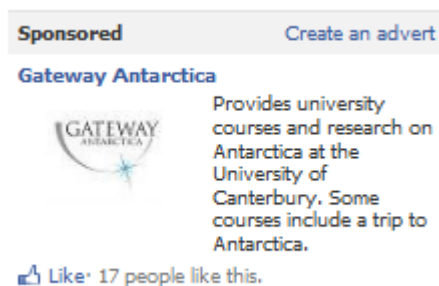 Sponsored Create an advert
Gateway Antarctica
GATEWAY
ANTARCTICA
Provides university
courses and research on
Antarctica at the
University of
Canterbury. Some
courses include a trip to
Antarctica.
Like · 17 people like this.